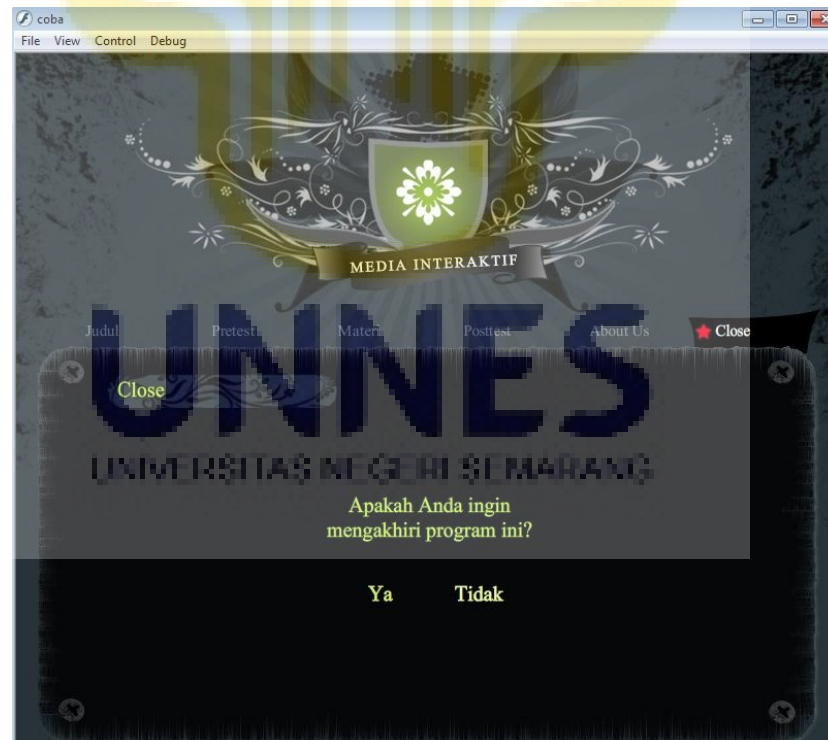 coba
File View Control Debug
MEDIA INTERAKTIF
Judul Pretest Materi Posttest About Us Close
Close
UNNES
UNIVERSITAS NEGERI SEMARANG
Apakah Anda ingin
mengakhiri program ini?
Ya Tidak